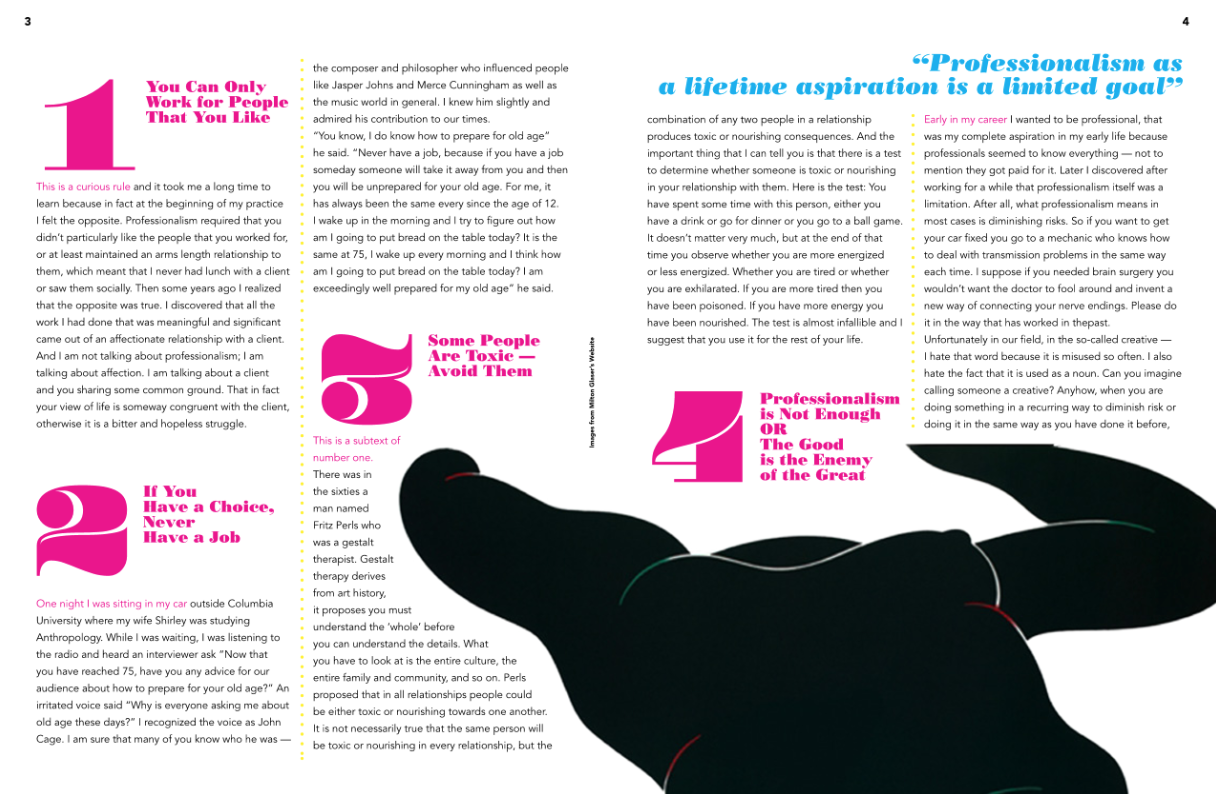 3
1
You Can Only
Work for People
That You Like
This is a curious rule and it took me a long time to
learn because in fact at the beginning of my practice
I felt the opposite. Professionalism required that you
didn't particularly like the people that you worked for,
or at least maintained an arms length relationship to
them, which meant that I never had lunch with a client
or saw them socially. Then some years ago I realized
that the opposite was true. I discovered that all the
work I had done that was meaningful and significant
came out of an affectionate relationship with a client.
And I am not talking about professionalism; I am
talking about affection. I am talking about a client
and you sharing some common ground. That in fact
your view of life is someway congruent with the client,
otherwise it is a bitter and hopeless struggle.
2
If You
Have a Choice,
Never
Have a Job
One night I was sitting in my car outside Columbia
University where my wife Shirley was studying
Anthropology. While I was waiting, I was listening to
the radio and heard an interviewer ask “Now that
you have reached 75, have you any advice for our
audience about how to prepare for your old age?” An
irritated voice said “Why is everyone asking me about
old age these days?” I recognized the voice as John
Cage. I am sure that many of you know who he was —
the composer and philosopher who influenced people
like Jasper Johns and Merce Cunningham as well as
the music world in general. I knew him slightly and
admired his contribution to our times.
“You know, I do know how to prepare for old age”
he said. “Never have a job, because if you have a job
someday someone will take it away from you and then
you will be unprepared for your old age. For me, it
has always been the same every since the age of 12.
I wake up in the morning and I try to figure out how
am I going to put bread on the table today? It is the
same at 75, I wake up every morning and I think how
am I going to put bread on the table today? I am
exceedingly well prepared for my old age” he said.
3
Some People
Are Toxic —
Avoid Them
This is a subtext of
number one.
There was in
the sixties a
man named
Fritz Perls who
was a gestalt
therapist. Gestalt
therapy derives
from art history,
it proposes you must
understand the ‘whole’ before
you can understand the details. What
you have to look at is the entire culture, the
entire family and community, and so on. Perls
proposed that in all relationships people could
be either toxic or nourishing towards one another.
It is not necessarily true that the same person will
be toxic or nourishing in every relationship, but the
Images from Milton Glaser's Website
4
“Professionalism as
a lifetime aspiration is a limited goal”
combination of any two people in a relationship
produces toxic or nourishing consequences. And the
important thing that I can tell you is that there is a test
to determine whether someone is toxic or nourishing
in your relationship with them. Here is the test: You
have spent some time with this person, either you
have a drink or go for dinner or you go to a ball game.
It doesn't matter very much, but at the end of that
time you observe whether you are more energized
or less energized. Whether you are tired or whether
you are exhilarated. If you are more tired then you
have been poisoned. If you have more energy you
have been nourished. The test is almost infallible and I
suggest that you use it for the rest of your life.
4
Professionalism
is Not Enough
OR
The Good
is the Enemy
of the Great
Early in my career I wanted to be professional, that
was my complete aspiration in my early life because
professionals seemed to know everything — not to
mention they got paid for it. Later I discovered after
working for a while that professionalism itself was a
limitation. After all, what professionalism means in
most cases is diminishing risks. So if you want to get
your car fixed you go to a mechanic who knows how
to deal with transmission problems in the same way
each time. I suppose if you needed brain surgery you
wouldn't want the doctor to fool around and invent a
new way of connecting your nerve endings. Please do
it in the way that has worked in thepast.
Unfortunately in our field, in the so-called creative —
I hate that word because it is misused so often. I also
hate the fact that it is used as a noun. Can you imagine
calling someone a creative? Anyhow, when you are
doing something in a recurring way to diminish risk or
doing it in the same way as you have done it before,